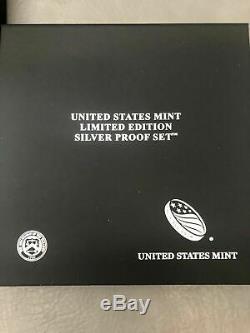 UNITED STATES MINT
LIMITED EDITION
SILVER PROOF SET™
UNITED STATES MINT